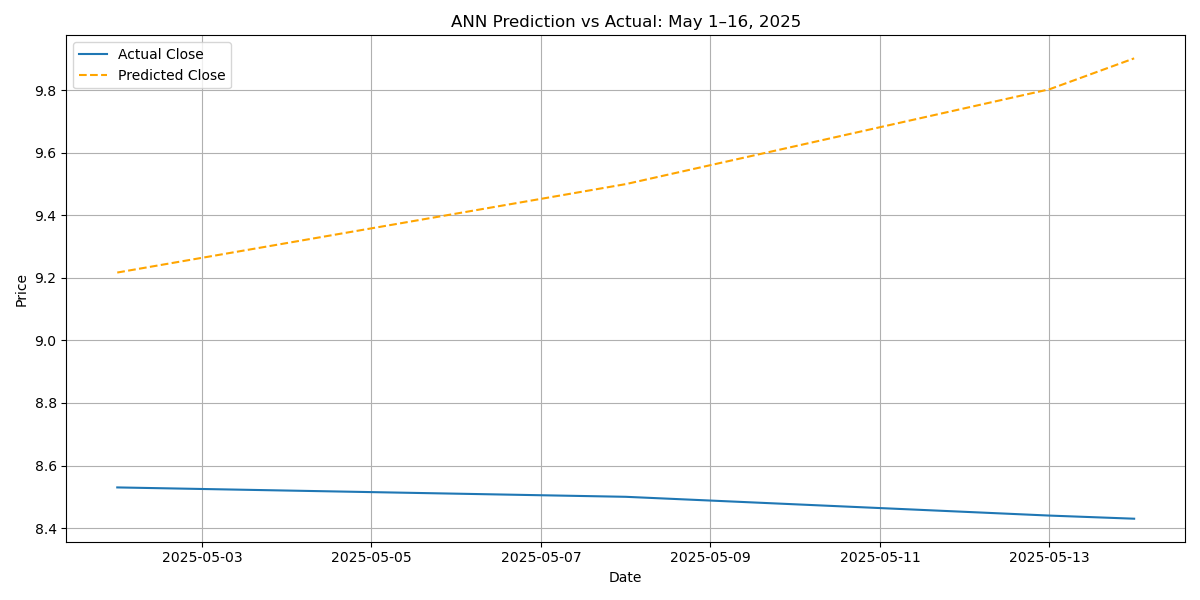 ANN Prediction vs Actual: May 1–16, 2025
Actual Close
Predicted Close
Price
9.8
9.6
9.4
9.2
9.0
8.8
8.6
8.4
2025-05-03 2025-05-05 2025-05-07 2025-05-09 2025-05-11 2025-05-13
Date